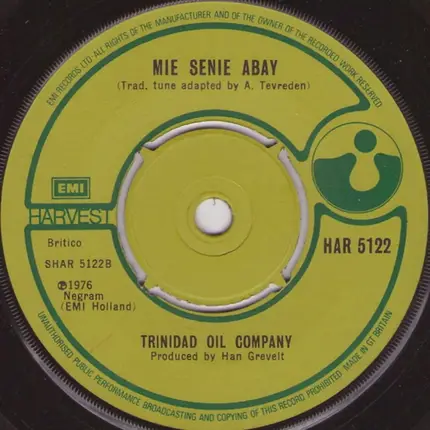 EMI RECORDS LTD · ALL RIGHTS OF THE MANUFACTURER AND OF THE OWNER OF THE RECORDED WORK RESERVED
MIE SENIE ABAY
(Trad. tune adapted by A. Tevreden)
EMI
HARVEST
HAR 5122
Britico
SHAR 5122B
℗1976
Negram
(EMI Holland)
TRINIDAD OIL COMPANY
Produced by Han Grevelt
UNAUTHORISED PUBLIC PERFORMANCE BROADCASTING AND COPYING OF THIS RECORD PROHIBITED MADE IN GT BRITAIN